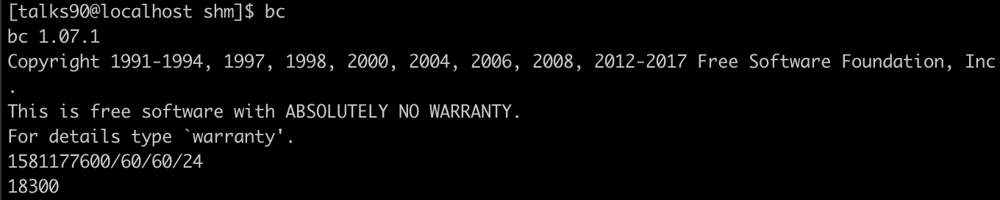 [talks90@localhost shm]$ bc
bc 1.07.1
Copyright 1991-1994, 1997, 1998, 2000, 2004, 2006, 2008, 2012-2017 Free Software Foundation, Inc
.
This is free software with ABSOLUTELY NO WARRANTY.
For details type `warranty'.
1581177600/60/60/24
18300